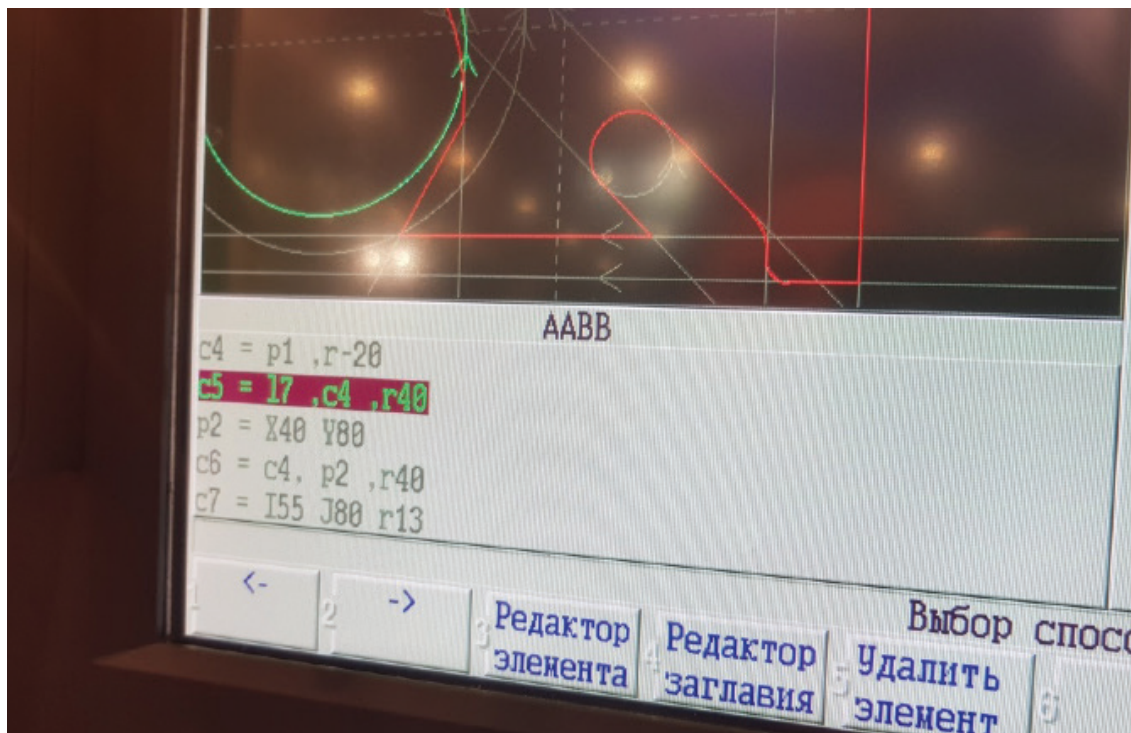 AABB
c4 = p1 ,r-20
c5 = l7 ,c4 ,r40
p2 = X40 Y80
c6 = c4, p2 ,r40
c7 = I55 J80 r13
Выбор
1 <-
2 ->
3 Редактор
элемента
4 Редактор
заглавия
5 Удалить
элемент
6